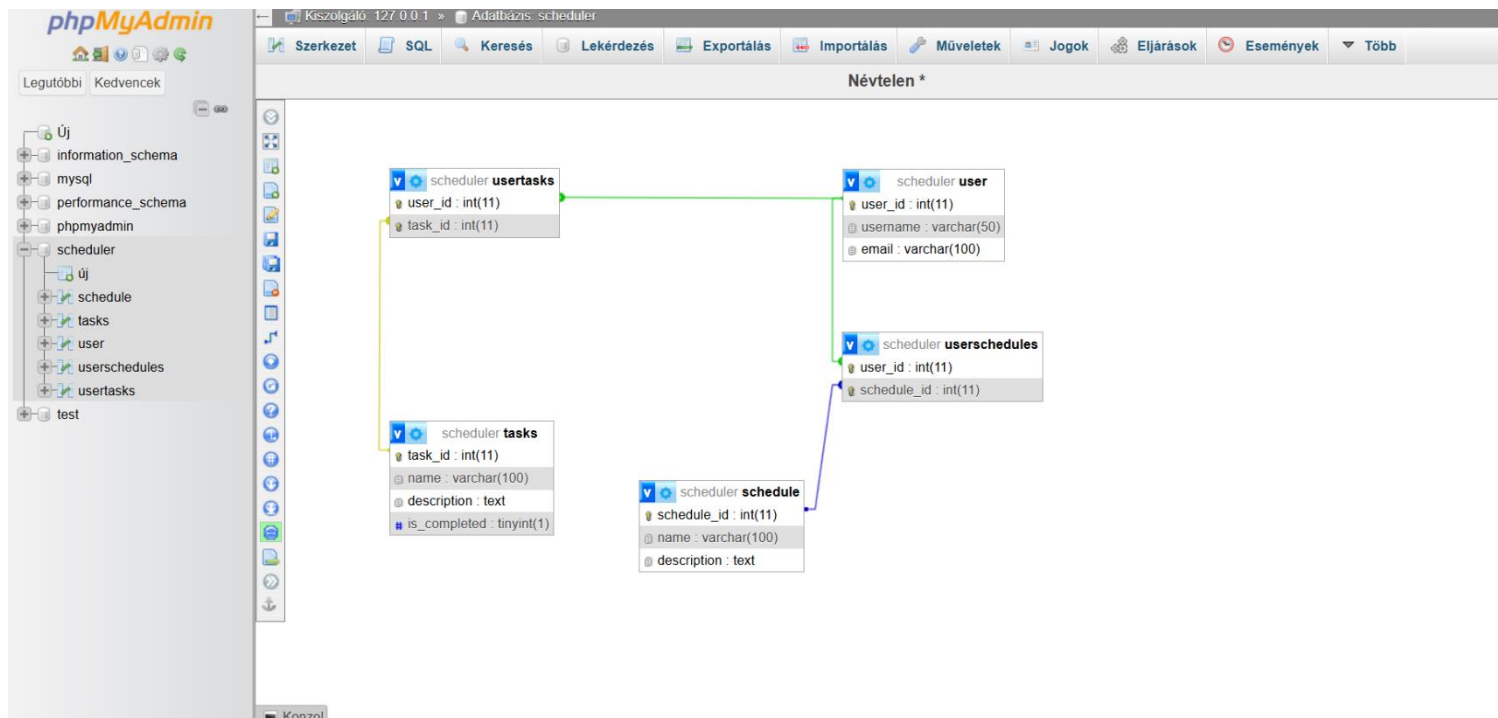 phpMyAdmin
Legutóbbi Kedvencek
Új
information_schema
mysql
performance_schema
phpmyadmin
scheduler
új
schedule
tasks
user
userschedules
usertasks
test
Kiszolgáló: 127.0.0.1 » Adatbázis: scheduler
Szerkezet SQL Keresés Lekérdezés Exportálás Importálás Műveletek Jogok Eljárások Események Több
Névtelen *
v scheduler usertasks
user_id : int(11)
task_id : int(11)
v scheduler user
user_id : int(11)
username : varchar(50)
email : varchar(100)
v scheduler userschedules
user_id : int(11)
schedule_id : int(11)
v scheduler tasks
task_id : int(11)
name : varchar(100)
description : text
# is_completed : tinyint(1)
v scheduler schedule
schedule_id : int(11)
name : varchar(100)
description : text
Konzol